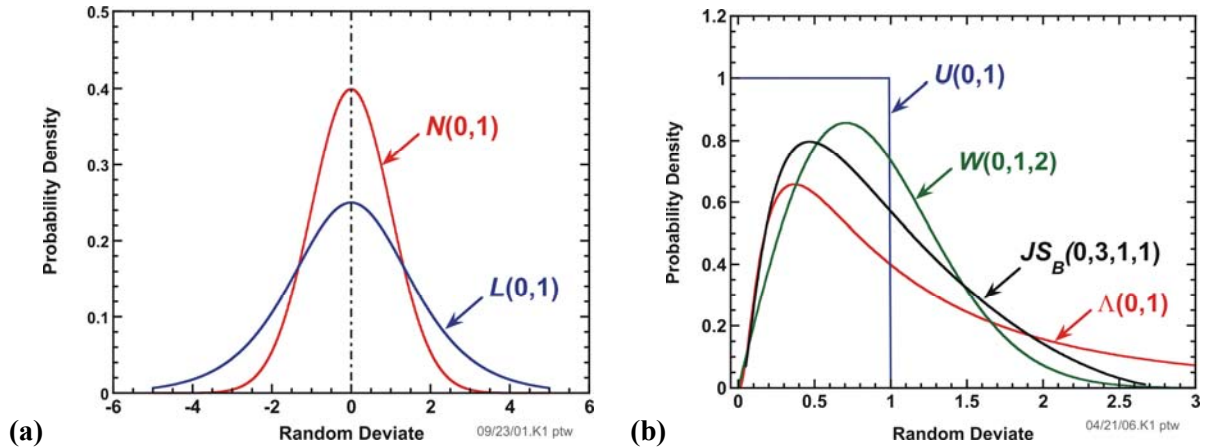 0.5
0.4
0.3
0.2
0.1
0
Probability Density
N(0,1)
L(0,1)
-6 -4 -2 0 2 4 6
Random Deviate
09/23/01.K1 ptw
(a)
1.2
1
0.8
0.6
0.4
0.2
0
Probability Density
U(0,1)
W(0,1,2)
JSB(0,3,1,1)
Λ(0,1)
0 0.5 1 1.5 2 2.5 3
Random Deviate
04/21/06.K1 ptw
(b)